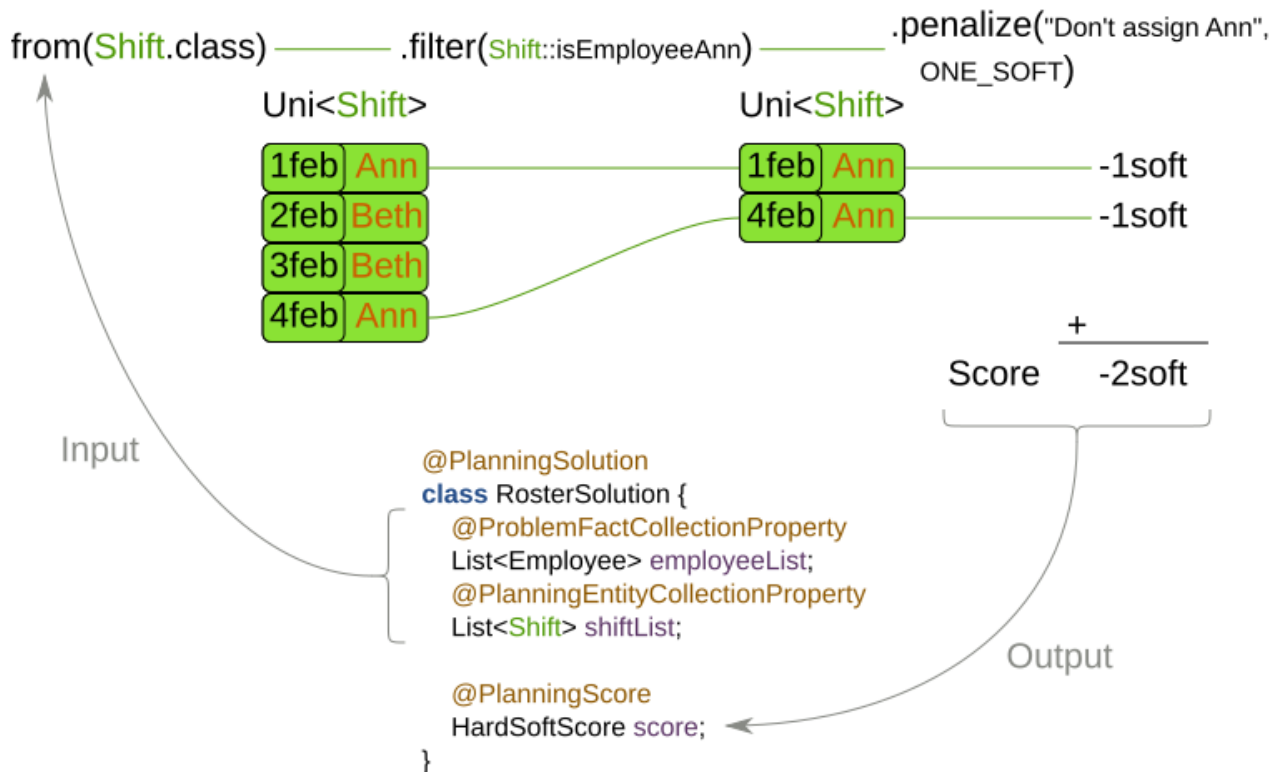 from(Shift.class) .filter(Shift::isEmployeeAnn) .penalize("Don't assign Ann",
ONE_SOFT)
Uni<Shift> Uni<Shift>
1feb Ann 1feb Ann -1soft
2feb Beth 4feb Ann -1soft
3feb Beth
4feb Ann
+
Score -2soft
Input
@PlanningSolution
class RosterSolution {
@ProblemFactCollectionProperty
List<Employee> employeeList;
@PlanningEntityCollectionProperty
List<Shift> shiftList;
Output
@PlanningScore
HardSoftScore score;
}